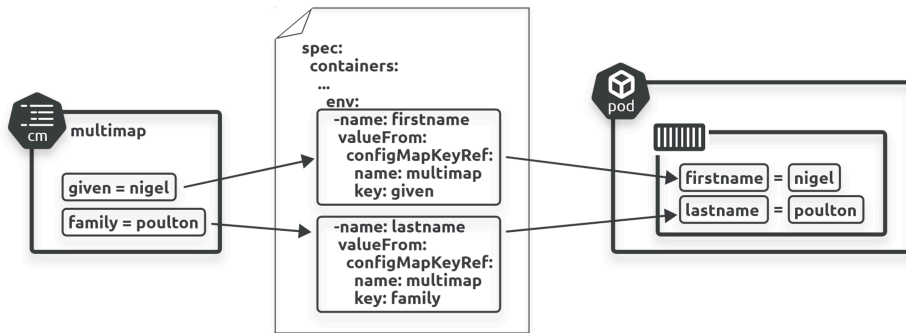 cm
multimap
given = nigel
family = poulton
spec:
containers:
...
env:
-name: firstname
valueFrom:
configMapKeyRef:
name: multimap
key: given
-name: lastname
valueFrom:
configMapKeyRef:
name: multimap
key: family
pod
firstname = nigel
lastname = poulton